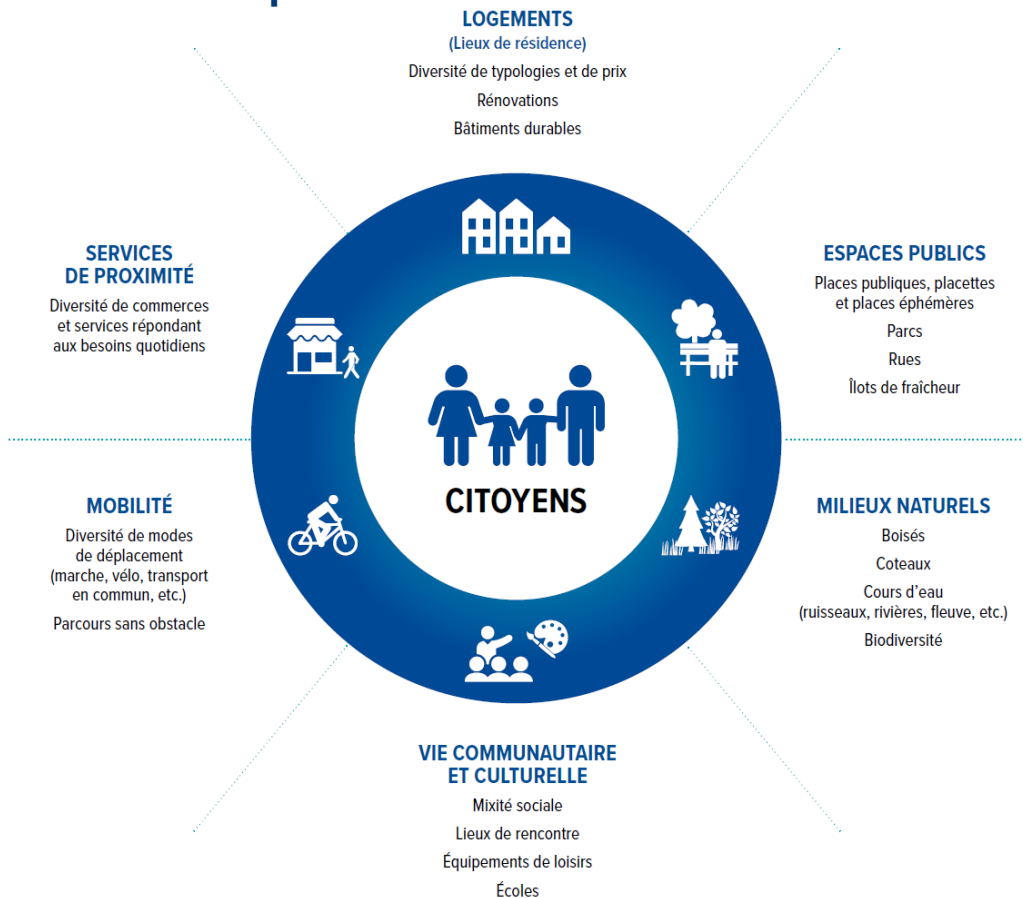 LOGEMENTS
(Lieux de résidence)
Diversité de typologies et de prix
Rénovations
Bâtiments durables
ESPACES PUBLICS
Places publiques, placettes
et places éphémères
Parcs
Rues
Îlots de fraîcheur
MILIEUX NATURELS
Boisés
Coteaux
Cours d'eau
(ruisseaux, rivières, fleuve, etc.)
Biodiversité
VIE COMMUNAUTAIRE
ET CULTURELLE
Mixité sociale
Lieux de rencontre
Équipements de loisirs
Écoles
MOBILITÉ
Diversité de modes
de déplacement
(marche, vélo, transport
en commun, etc.)
Parcours sans obstacle
SERVICES
DE PROXIMITÉ
Diversité de commerces
et services répondant
aux besoins quotidiens
CITOYENS